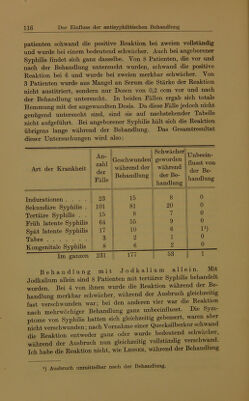 116 Der Einfluss der antisyphilitischen Behandlung
patienten schwand die positive Reaktion bei zweien vollständig
und wurde bei einem bedeutend schwächer. Auch bei angeborener
Syphilis findet sich ganz dasselbe. Von 8 Patienten, die vor und
nach der Behandlung untersucht wurden, schwand die positive
Reaktion bei 6 und wurde bei zweien merkbar schwächer. Von
3 Patienten wurde aus Mangel an Serum die Stärke der Reaktion
nicht austitriert, sondern nur Dosen von 0,2 ccm vor und nach
der Behandlung untersucht. In beiden Fällen ergab sich totale
Hemmung mit der angewandten Dosis. Da diese Fälle jedoch nicht
genügend untersucht sind, sind sie in der nachstehenden Tabelle
nicht aufgeführt. Bei angeborener Syphilis hält sich die Reaktion
übrigens lange während der Behandlung. Das Gesamtresultat
dieser Untersuchungen wird:
Art der Krankheit | An-zahl der Fälle | Geschwunden während der Behandlung | Schwächer geworden während der Be-handlung | Unbeein-flusst von der Be-handlung
Indurationen . . . 23 15 8 0
Sekundäre Syphilis . 101 81 20 0
Tertiäre Syphilis . . 15 8 7 0
Früh latente Syphilis 64 55 9 0
Spät latente Syphilis 17 10 6 1¹)
Tabes . . . . . 3 2 1 0
Kongenitale Syphilis 8 6 2 0
Im ganzen 231 177 53 1
Behandlung mit Jodkalium allein. Mit
Jodkalium allein sind 8 Patienten mit tertiärer Syphilis behandelt
worden. Bei 4 von ihnen wurde die Reaktion während der Be-
handlung merkbar schwächer, während der Ausbruch gleichzeitig
fast verschwunden war; bei den anderen vier war die Reaktion
nach mehrwöchiger Behandlung ganz unbeeinflusst. Die Sym-
ptome von Syphilis hatten sich gleichzeitig gebessert, waren aber
nicht verschwunden; nach Vornahme einer Quecksilberkur schwand
die Reaktion entweder ganz oder wurde bedeutend schwächer,
während der Ausbruch nun gleichzeitig vollständig verschwand.
Ich habe die Reaktion nicht, wie Lassus, während der Behandlung
¹) Ausbruch unmittelbar nach der Behandlung.